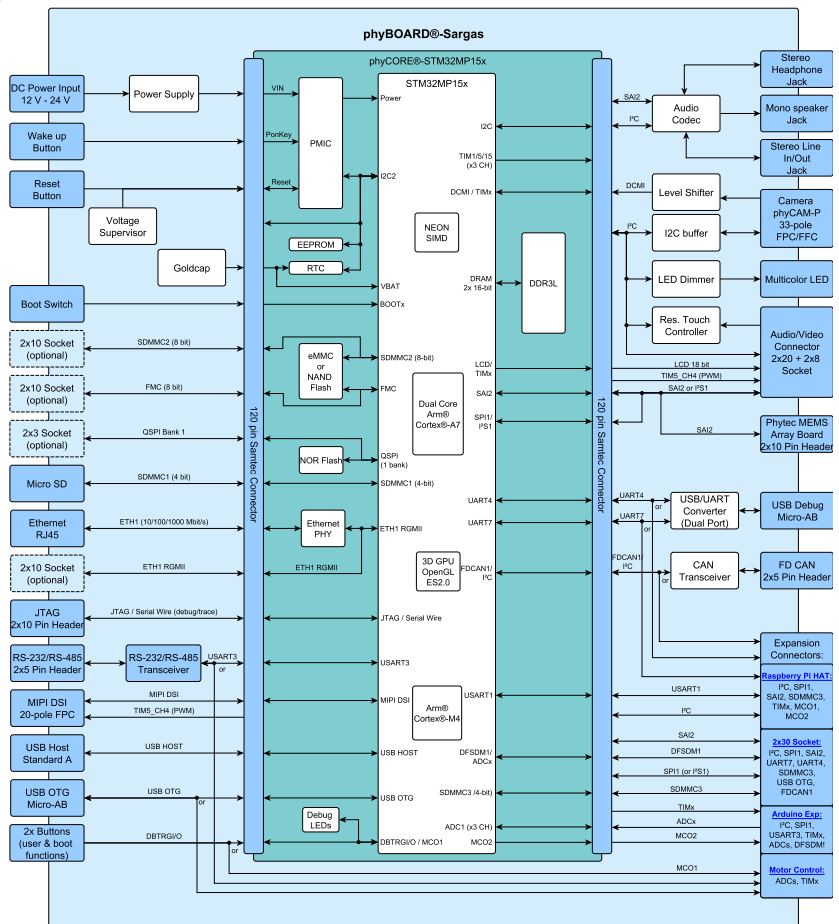 phyBOARD®-Sargas
phyCORE®-STM32MP15x
STM32MP15x
DC Power Input
12 V - 24 V
Power Supply
Wake up
Button
Reset
Button
Voltage
Supervisor
Goldcap
Boot Switch
2x10 Socket
(optional)
2x10 Socket
(optional)
2x3 Socket
(optional)
Micro SD
Ethernet
RJ45
2x10 Socket
(optional)
JTAG
2x10 Pin Header
RS-232/RS-485
2x5 Pin Header
RS-232/RS-485
Transceiver
MIPI DSI
20-pole FPC
USB Host
Standard A
USB OTG
Micro-AB
2x Buttons
(user & boot
functions)
SDMMC2 (8 bit)
FMC (8 bit)
QSPI Bank 1
SDMMC1 (4 bit)
ETH1 (10/100/1000 Mbit/s)
ETH1 RGMII
JTAG / Serial Wire (debug/trace)
USART3
or
MIPI DSI
TIM5_CH4 (PWM)
USB HOST
USB OTG
or
DBTRGI/O
or
120 pin Samtec Connector
VIN
PonKey
Reset
PMIC
EEPROM
RTC
eMMC
or
NAND
Flash
NOR Flash
Ethernet
PHY
ETH1 RGMII
Debug
LEDs
Power
I2C2
VBAT
BOOTx
SDMMC2 (8-bit)
FMC
QSPI
(1 bank)
SDMMC1 (4-bit)
ETH1 RGMII
JTAG / Serial Wire
USART3
MIPI DSI
USB HOST
USB OTG
DBTRGI/O / MCO1
NEON
SIMD
Dual Core
Arm®
Cortex®-A7
3D GPU
OpenGL
ES2.0
Arm®
Cortex®-M4
I2C
TIM1/5/15
(x3 CH)
DCMI / TIMx
DRAM
2x 16-bit
LCD/
TIMx
SAI2
SPI1/
I²S1
UART4
UART7
FDCAN1/
I²C
USART1
DFSDM1/
ADCx
SDMMC3 /4-bit)
ADC1 (x3 CH)
MCO2
DDR3L
120 pin Samtec Connector
SAI2
I²C
Audio
Codec
Stereo
Headphone
Jack
Mono speaker
Jack
Stereo Line
In/Out
Jack
DCMI
Level Shifter
I²C
I2C buffer
Camera
phyCAM-P
33-pole
FPC/FFC
LED Dimmer
Multicolor LED
Res. Touch
Controller
Audio/Video
Connector
2x20 + 2x8
Socket
LCD 18 bit
TIM5_CH4 (PWM)
SAI2 or I²S1
SAI2
Phytec MEMS
Array Board
2x10 Pin Header
UART4
or
UART7
or
USB/UART
Converter
(Dual Port)
USB Debug
Micro-AB
FDCAN1/
I²C
or
CAN
Transceiver
FD CAN
2x5 Pin Header
Expansion
Connectors:
Raspberry Pi HAT:
I²C, SPI1,
SAI2, SDMMC3,
TIMx, MCO1,
MCO2
USART1
I²C
SAI2
DFSDM1
SPI1 (or I²S1)
SDMMC3
2x30 Socket:
I²C, SPI1, SAI2,
UART7, UART4,
SDMMC3,
USB OTG,
FDCAN1
TIMx
ADCx
MCO2
Arduino Exp:
I²C, SPI1,
USART3, TIMx,
ADCs, DFSDM!
MCO1
Motor Control:
ADCs, TIMx